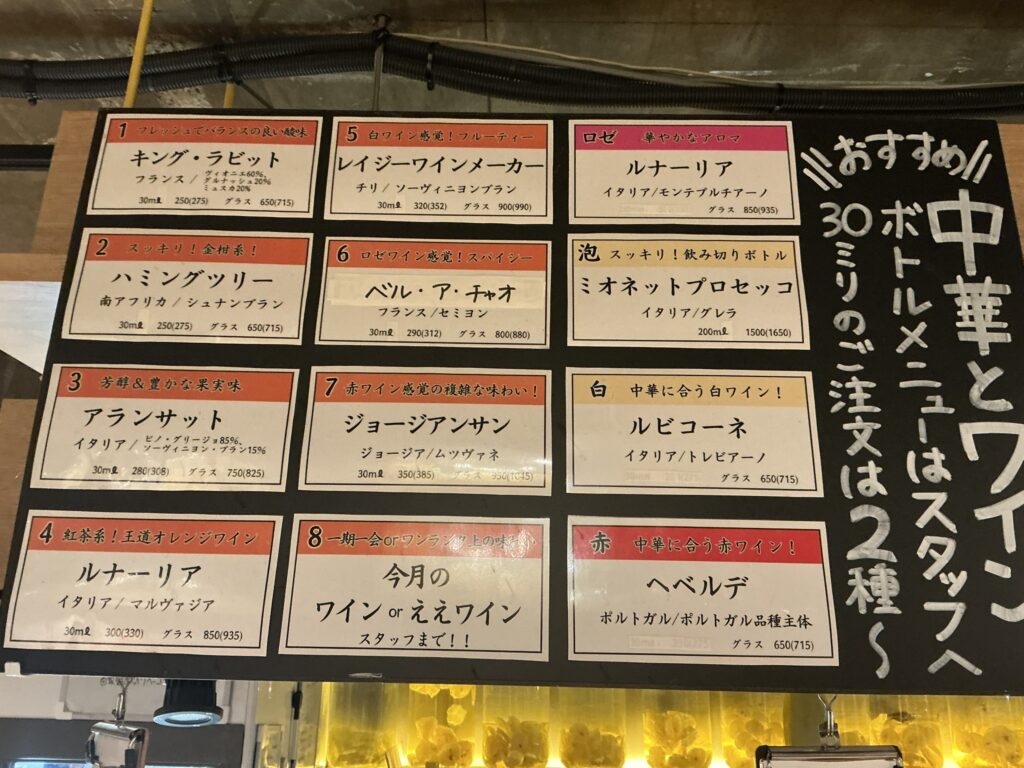 1 フレッシュでバランスの良い酸味
キング・ラビット
フランス / ヴィオニエ60%、
グルナッシュ20%
ミュスカ20%
30mℓ 250(275) グラス 650(715)
2 スッキリ!金柑系!
ハミングツリー
南アフリカ / シュナンブラン
30mℓ 250(275) グラス 650(715)
3 芳醇&豊かな果実味
アランサット
イタリア / ピノ・グリージョ85%、
ソーヴィニヨン・ブラン15%
30mℓ 280(308) グラス 750(825)
4 紅茶系!王道オレンジワイン
ルナーリア
イタリア / マルヴァジア
30mℓ 300(330) グラス 850(935)
5 白ワイン感覚!フルーティー
レイジーワインメーカー
チリ / ソーヴィニヨンブラン
30mℓ 320(352) グラス 900(990)
6 ロゼワイン感覚!スパイシー
ベル・ア・チャオ
フランス/セミヨン
30mℓ 290(312) グラス 800(880)
7 赤ワイン感覚の複雑な味わい!
ジョージアンサン
ジョージア/ムツヴァネ
30mℓ 350(385) グラス 950(1045)
8 一期一会orワンランク上の味わい
今月の
ワイン or ええワイン
スタッフまで!!
ロゼ 華やかなアロマ
ルナーリア
イタリア/モンテプルチアーノ
グラス 850(935)
泡 スッキリ!飲み切りボトル
ミオネットプロセッコ
イタリア/グレラ
200mℓ 1500(1650)
白 中華に合う白ワイン!
ルビコーネ
イタリア/トレビアーノ
グラス 650(715)
赤 中華に合う赤ワイン!
ヘベルデ
ポルトガル/ポルトガル品種主体
グラス 650(715)
\\おすすめ//
中華とワイン
ボトルメニューはスタッフへ
30ミリのご注文は2種〜